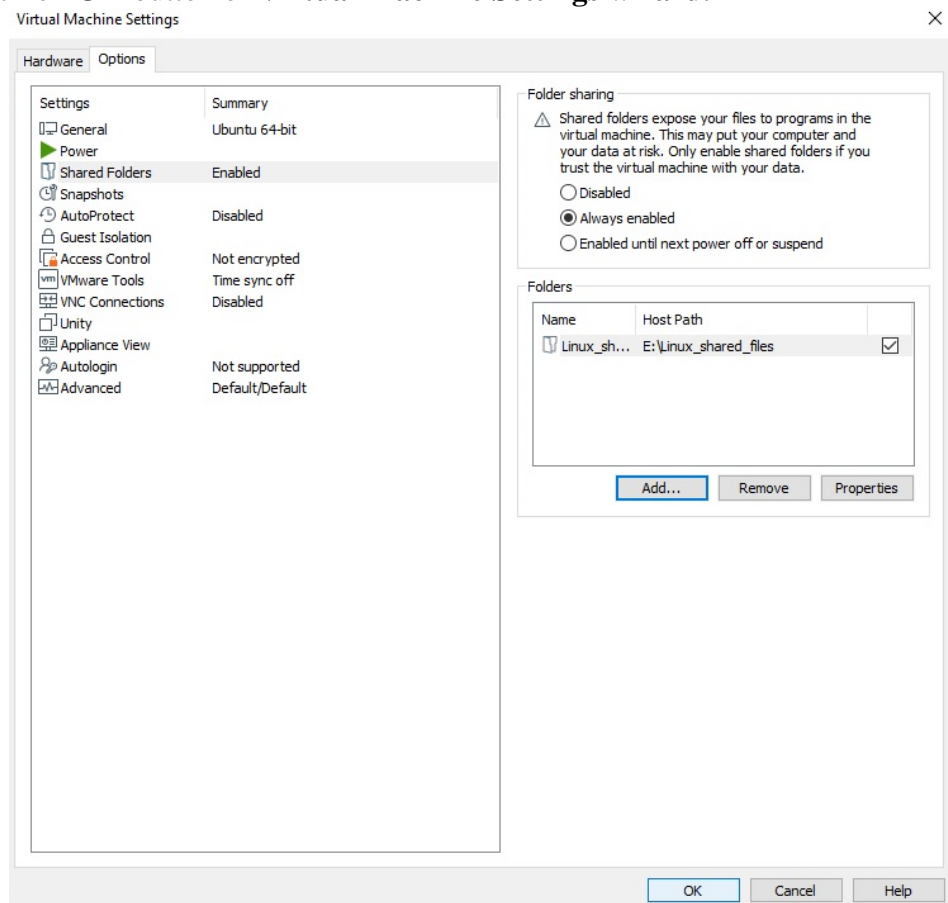 Virtual Machine Settings
Hardware Options
Settings Summary
General Ubuntu 64-bit
Power
Shared Folders Enabled
Snapshots
AutoProtect Disabled
Guest Isolation
Access Control Not encrypted
vm VMware Tools Time sync off
VNC Connections Disabled
Unity
Appliance View
Autologin Not supported
Advanced Default/Default
Folder sharing
Shared folders expose your files to programs in the
virtual machine. This may put your computer and
your data at risk. Only enable shared folders if you
trust the virtual machine with your data.
Disabled
Always enabled
Enabled until next power off or suspend
Folders
Name Host Path
Linux_sh... E:\Linux_shared_files
Add... Remove Properties
OK Cancel Help